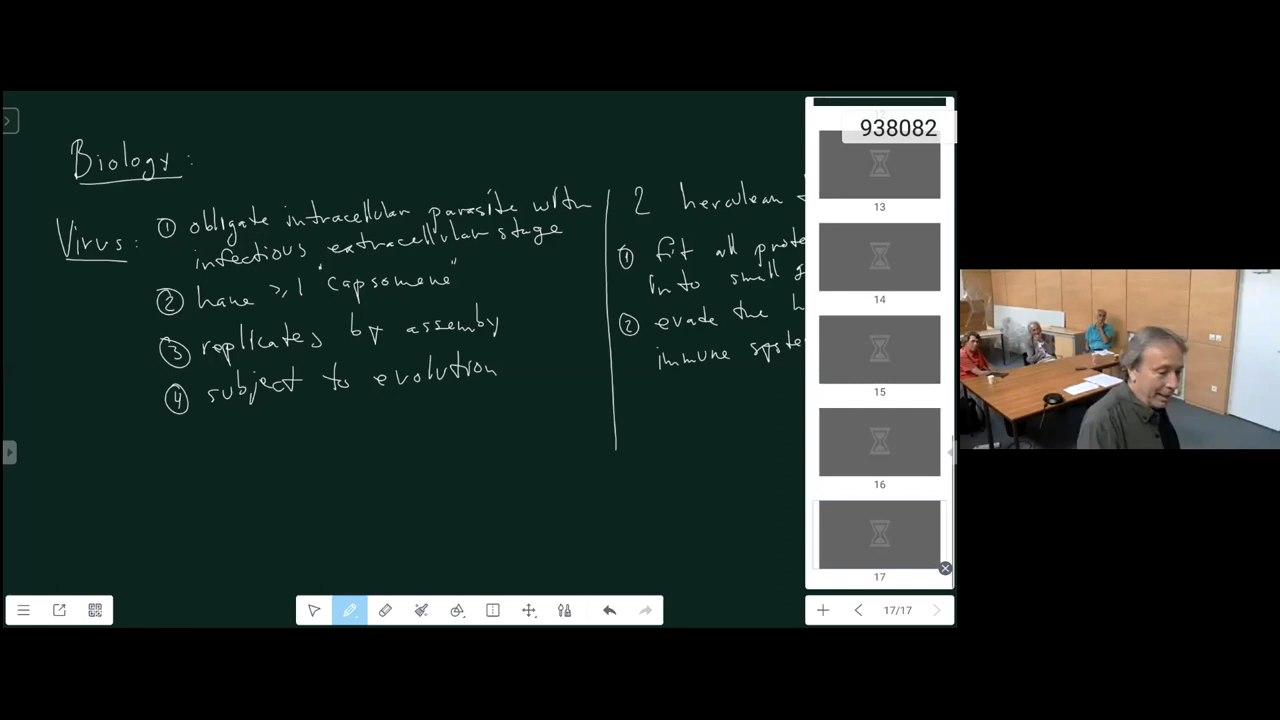 Biology:
Virus:
① obligate intracellular parasite with
infectious extracellular stage
② have ≥ 1 "capsomere"
③ replicates by assembly
④ subject to evolution
2 herculean
① fit all prote
into small g
② evade the h
immune syste
938082
13
14
15
16
17
17/17